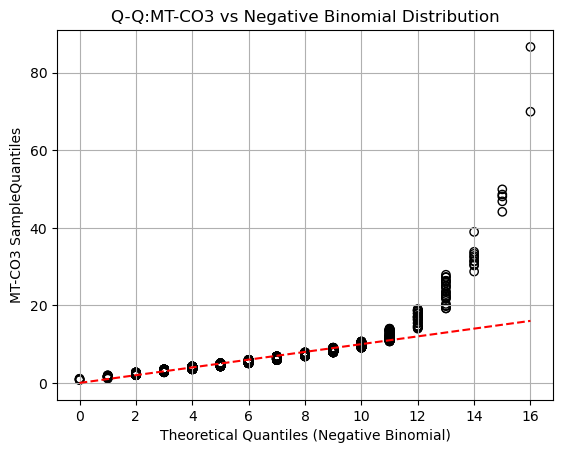 Q-Q:MT-CO3 vs Negative Binomial Distribution
MT-CO3 SampleQuantiles
80
60
40
20
0
0 2 4 6 8 10 12 14 16
Theoretical Quantiles (Negative Binomial)